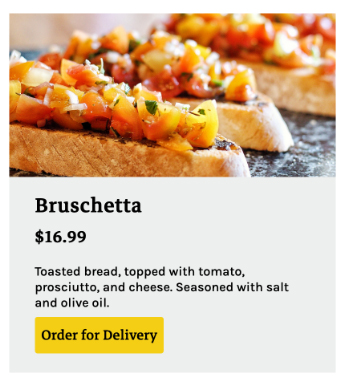 Bruschetta
$16.99
Toasted bread, topped with tomato,
prosciutto, and cheese. Seasoned with salt
and olive oil.
Order for Delivery